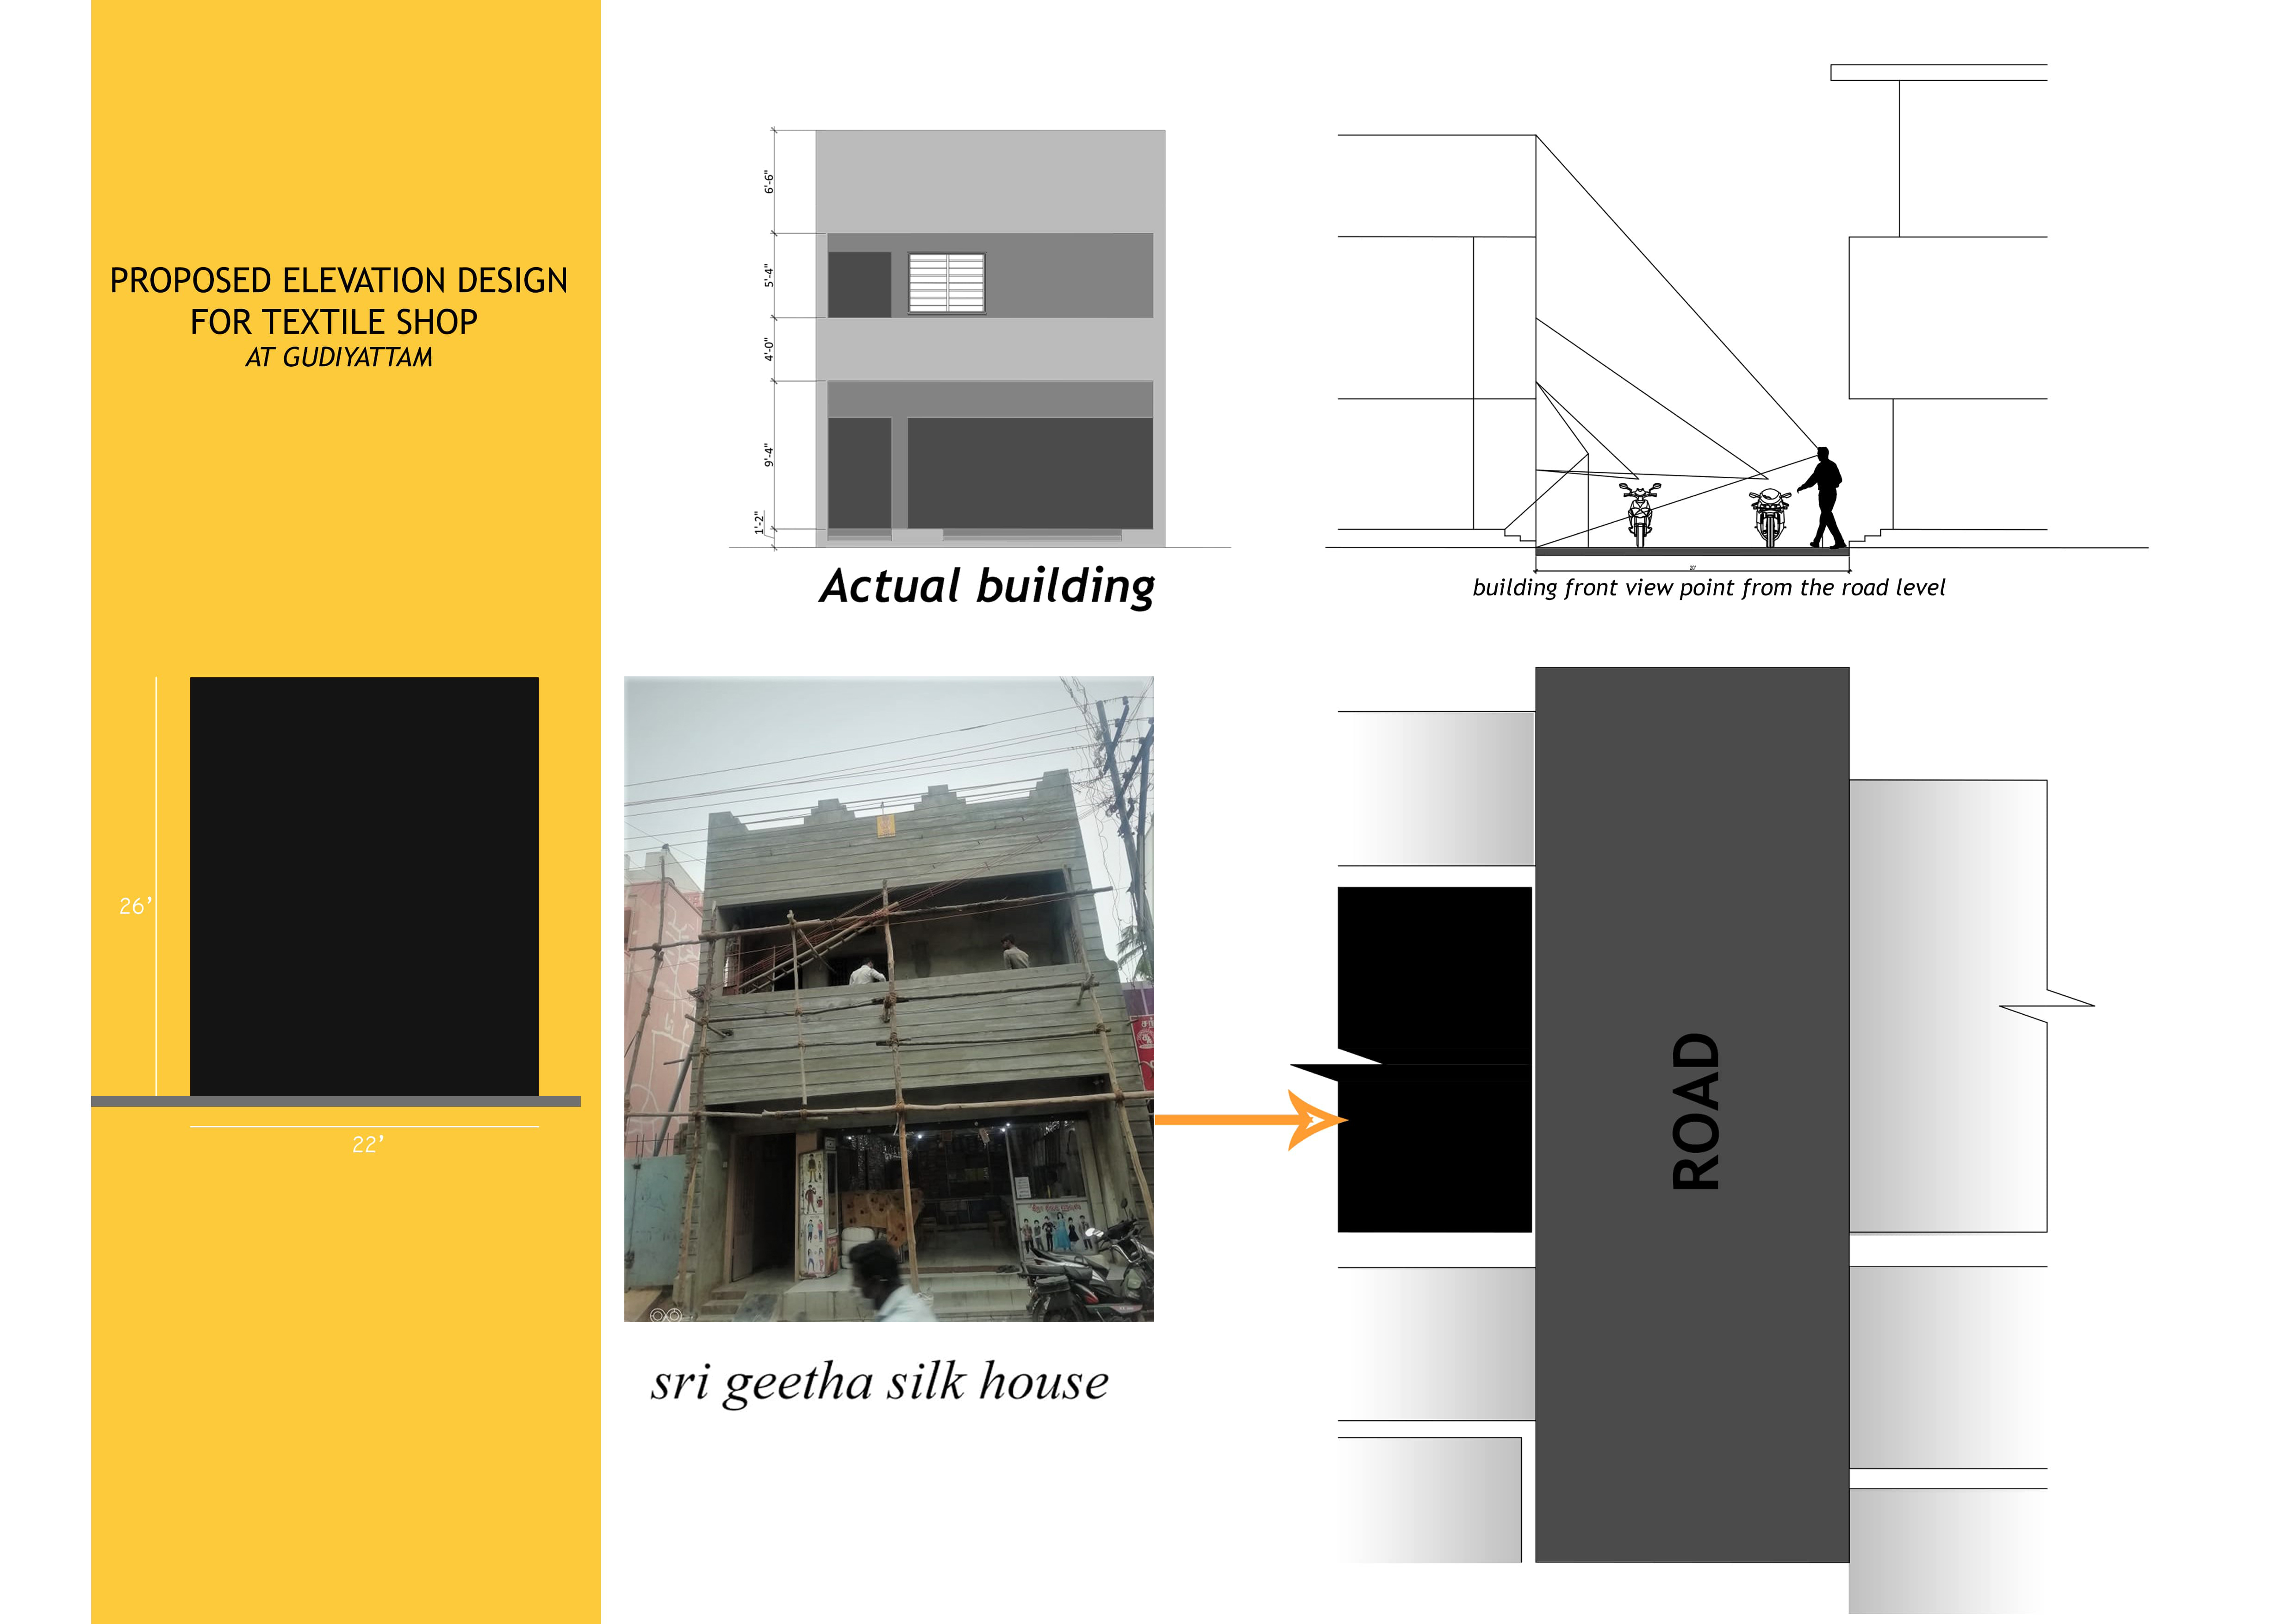 PROPOSED ELEVATION DESIGN
FOR TEXTILE SHOP
AT GUDIYATTAM
26’
22’
6'-6"
5'-4"
4'-0"
9'-4"
1'-2"
Actual building
20'
building front view point from the road level
sri geetha silk house
ROAD